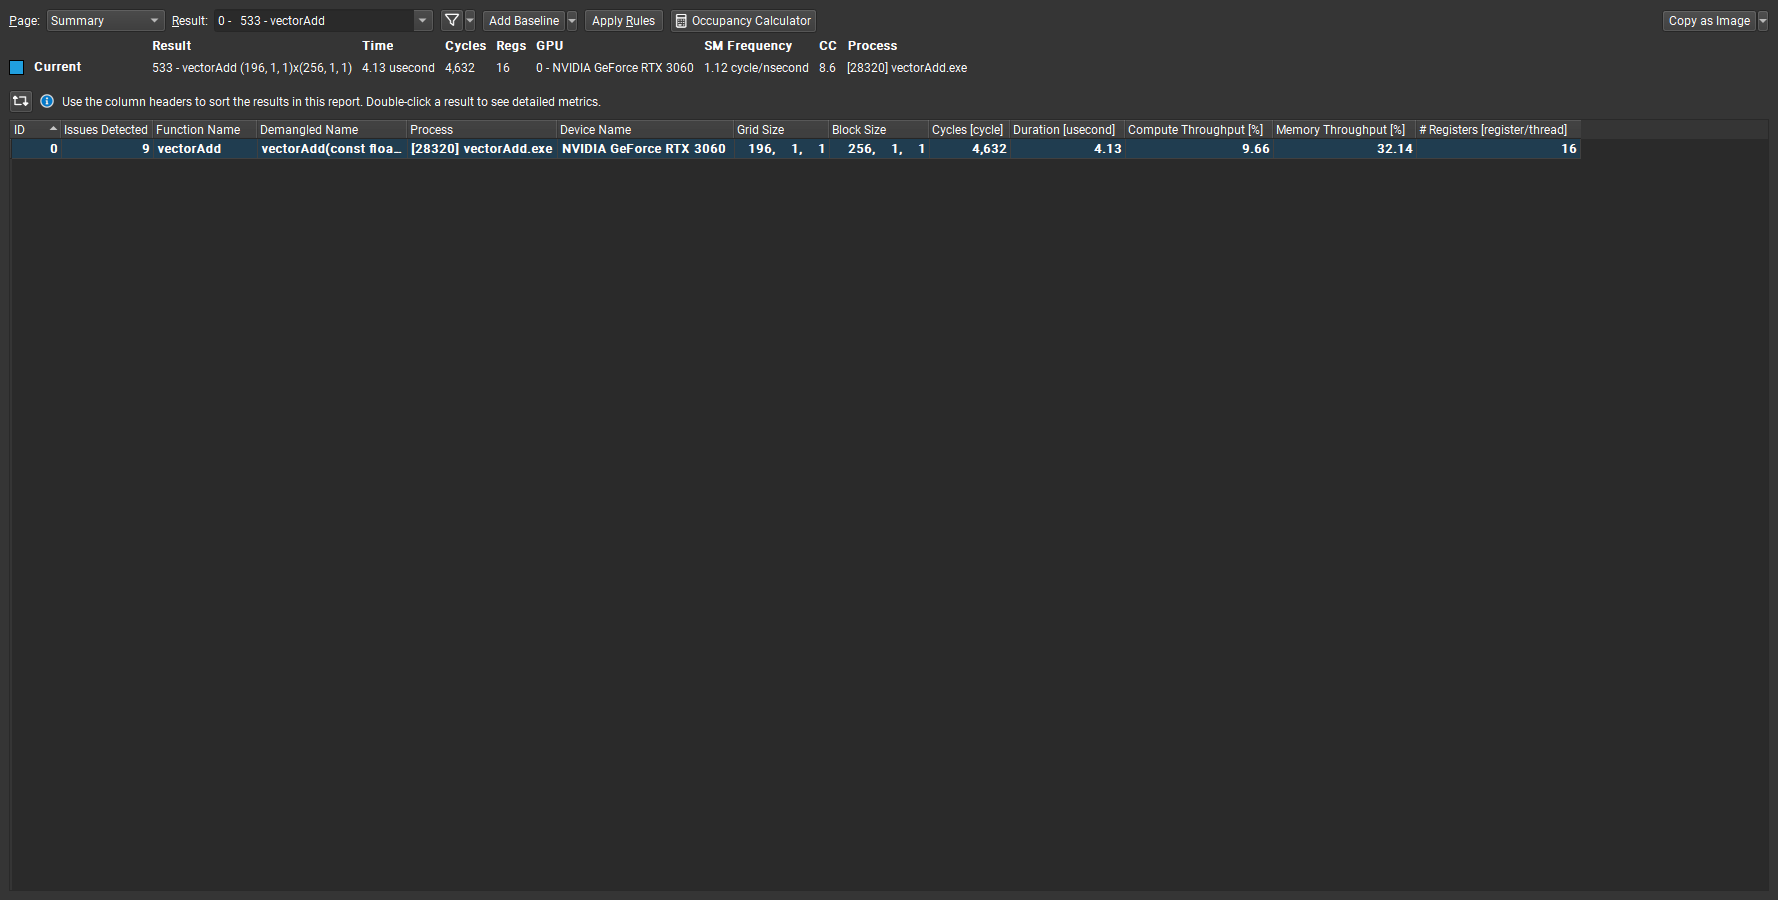 Page: Summary Result: 0 - 533 - vectorAdd Add Baseline Apply Rules Occupancy Calculator Copy as Image
Result Time Cycles Regs GPU SM Frequency CC Process
Current 533 - vectorAdd (196, 1, 1)x(256, 1, 1) 4.13 usecond 4,632 16 0 - NVIDIA GeForce RTX 3060 1.12 cycle/nsecond 8.6 [28320] vectorAdd.exe
Use the column headers to sort the results in this report. Double-click a result to see detailed metrics.
ID Issues Detected Function Name Demangled Name Process Device Name Grid Size Block Size Cycles [cycle] Duration [usecond] Compute Throughput [%] Memory Throughput [%] # Registers [register/thread]
0 9 vectorAdd vectorAdd(const floa... [28320] vectorAdd.exe NVIDIA GeForce RTX 3060 196, 1, 1 256, 1, 1 4,632 4.13 9.66 32.14 16